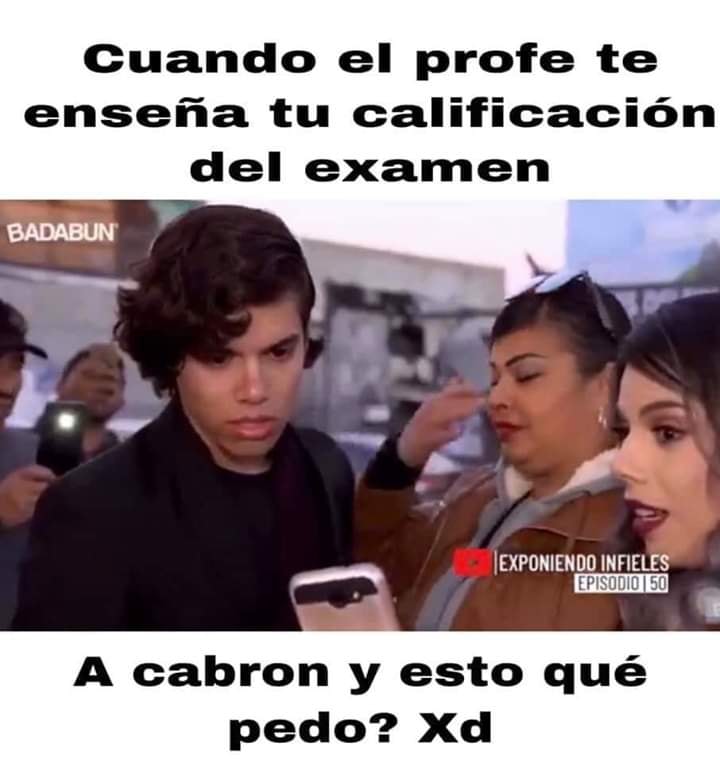 Cuando el profe te
enseña tu calificación
del examen
BADABUN
EXPONIENDO INFIELES
EPISODIO | 50
A cabron y esto qué
pedo? Xd